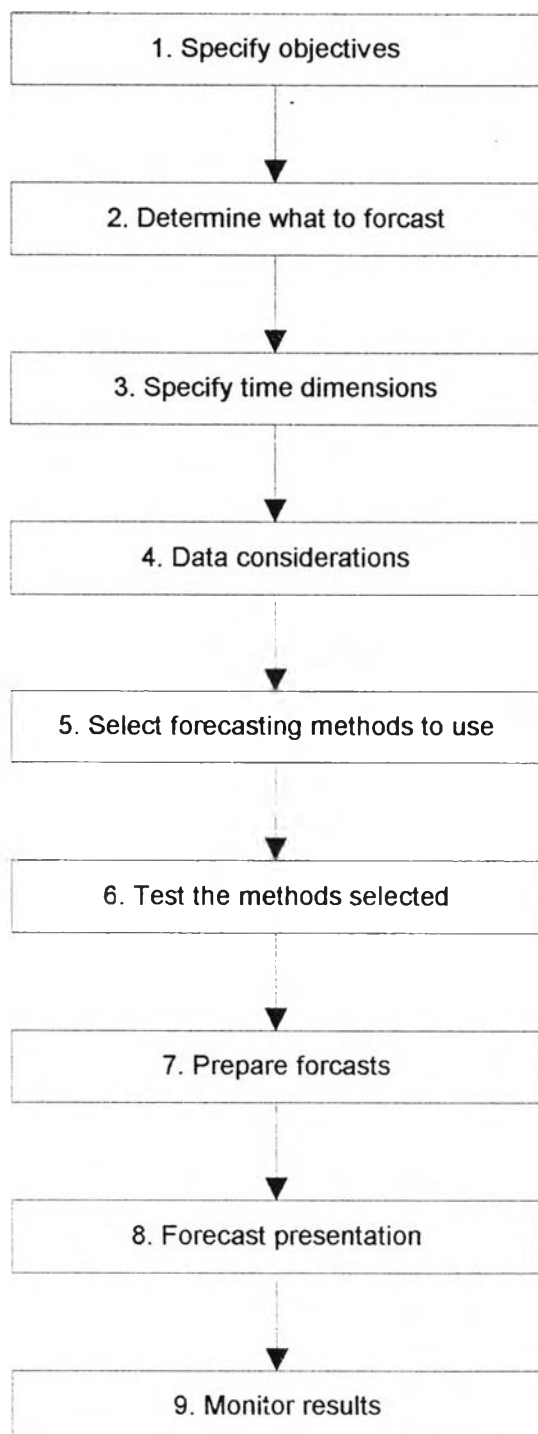 1. Specify objectives
2. Determine what to forcast
3. Specify time dimensions
4. Data considerations
5. Select forecasting methods to use
6. Test the methods selected
7. Prepare forcasts
8. Forecast presentation
9. Monitor results